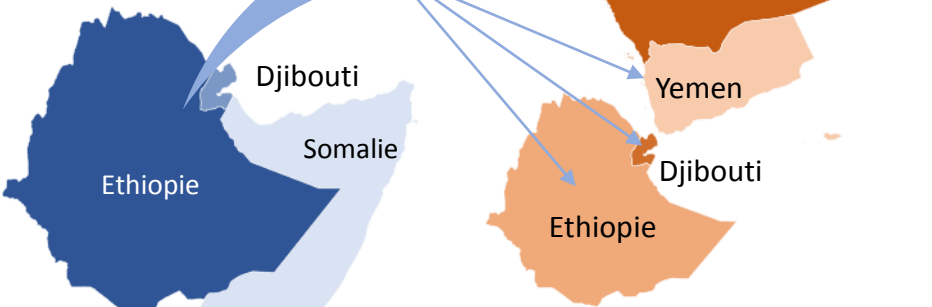 Djibouti
Somalie
Ethiopie
Yemen
Djibouti
Ethiopie